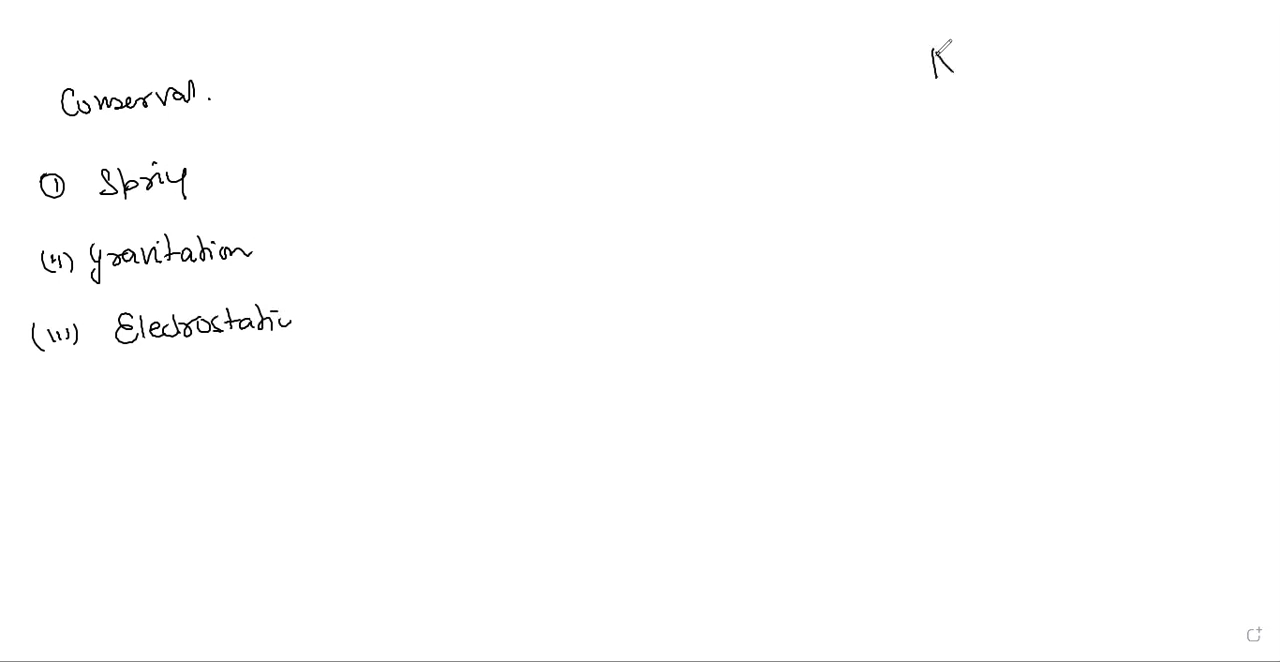 K
Conserval.
① Spring
(ii) gravitation
(iii) Electrostatic